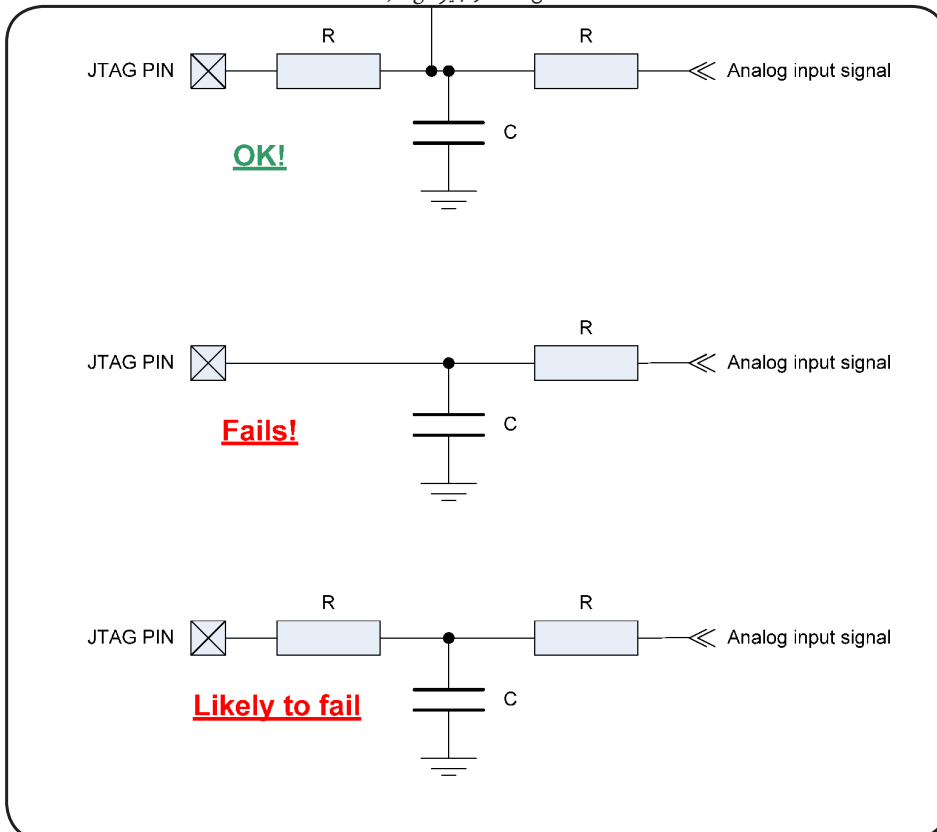 R R
JTAG PIN Analog input signal
C
OK!
R
JTAG PIN Analog input signal
C
Fails!
R R
JTAG PIN Analog input signal
C
Likely to fail